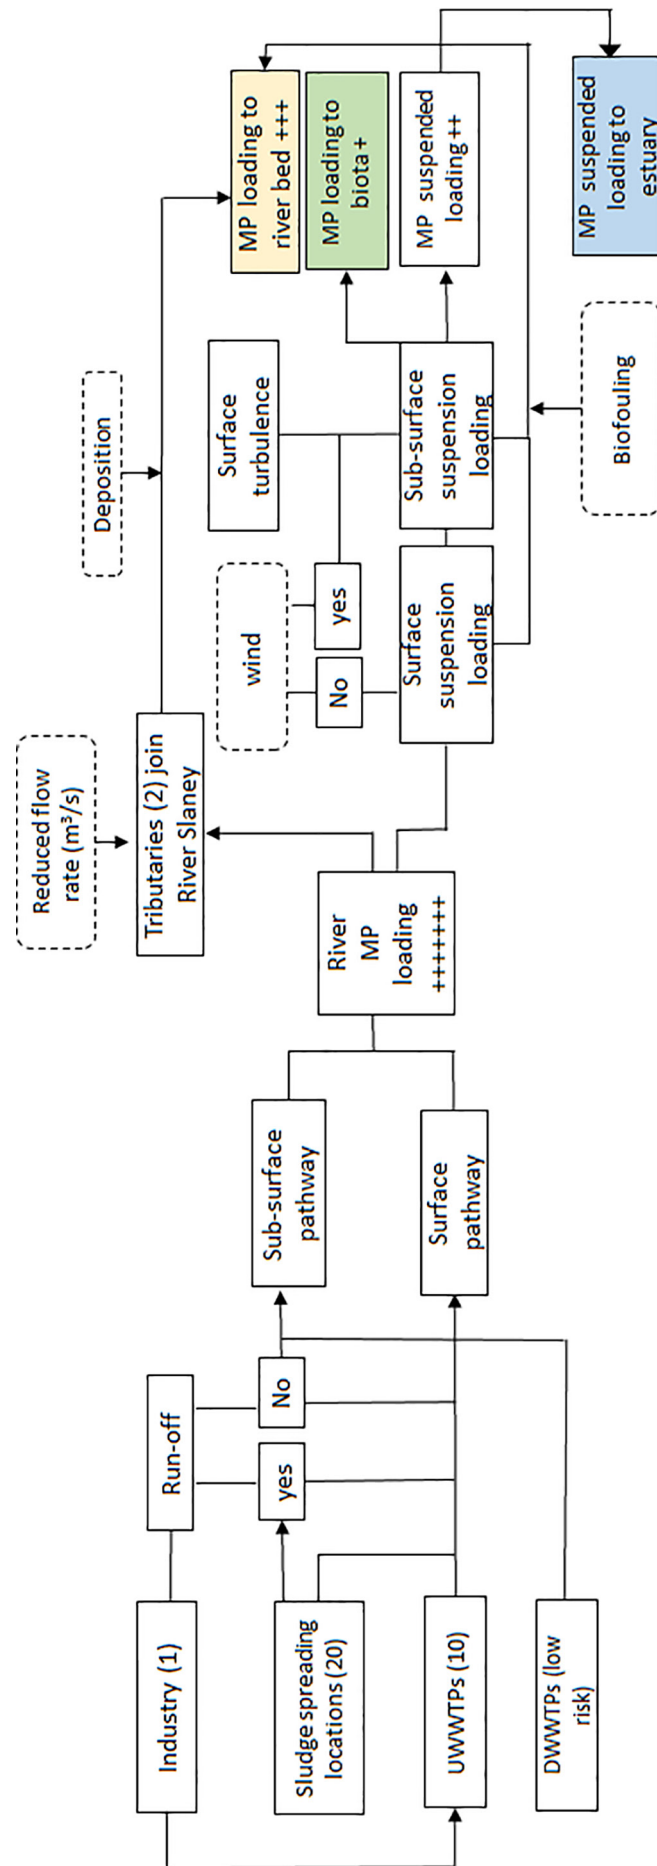 Industry (1)
Sludge spreading
locations (20)
UWWTPs (10)
DWWTPs (low
risk)
Run-off
yes
No
Sub-surface
pathway
Surface
pathway
River
MP
loading
++++++++
Reduced flow
rate (m³/s)
Tributaries (2) join
River Slaney
Deposition
wind
No
yes
Surface
turbulence
Surface
suspension
loading
Sub-surface
suspension
loading
Biofouling
MP loading to
river bed +++
MP loading to
biota +
MP suspended
loading ++
MP suspended
loading to
estuary